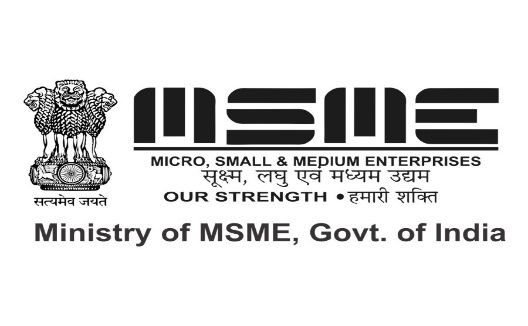 MSME
MICRO, SMALL & MEDIUM ENTERPRISES
सूक्ष्म, लघु एवं मध्यम उद्यम
OUR STRENGTH • हमारी शक्ति
सत्यमेव जयते
Ministry of MSME, Govt. of India